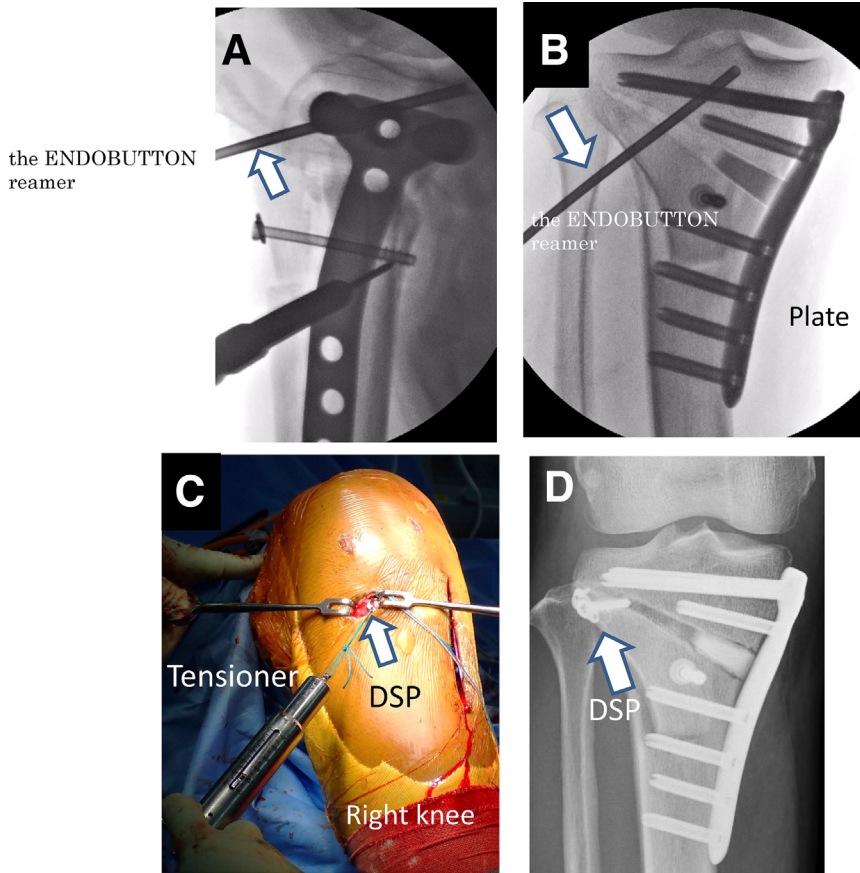 A
B
the ENDOBUTTON
reamer
the ENDOBUTTON
reamer
Plate
C
D
Tensioner
DSP
DSP
Right knee